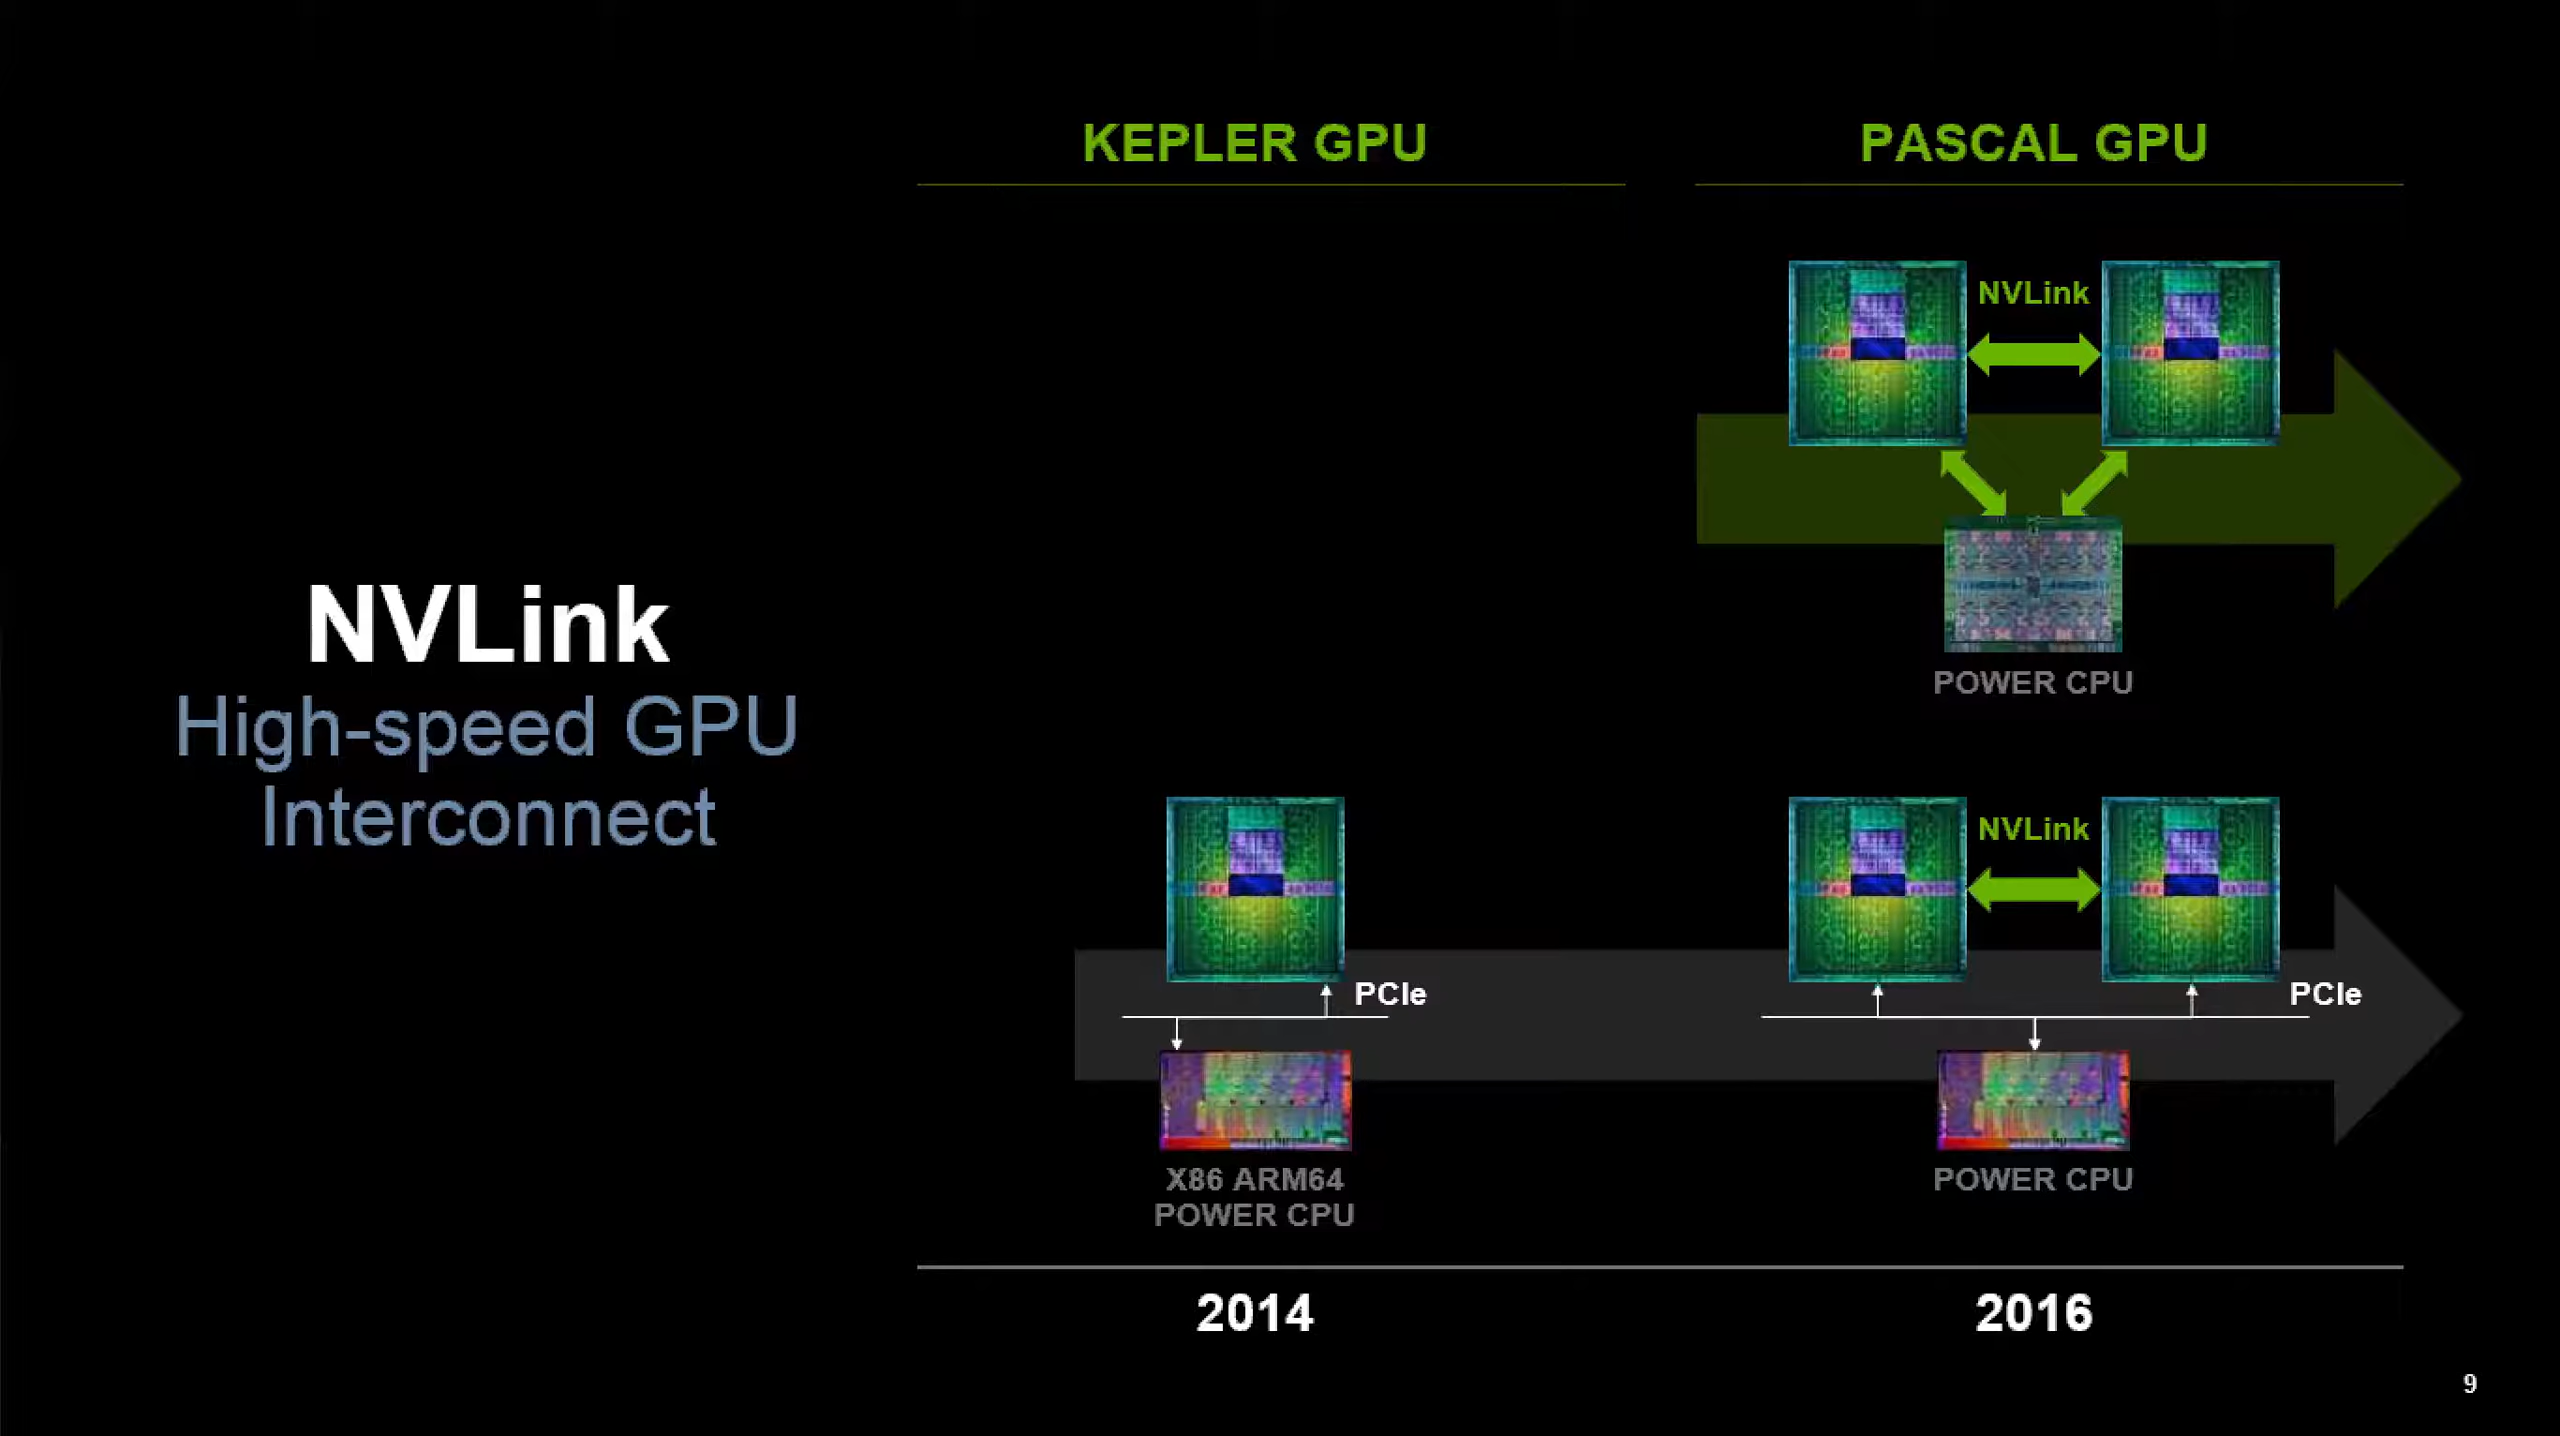 KEPLER GPU
PASCAL GPU
NVLink
POWER CPU
NVLink
High-speed GPU
Interconnect
NVLink
PCIe
PCIe
X86 ARM64
POWER CPU
POWER CPU
2014
2016
9